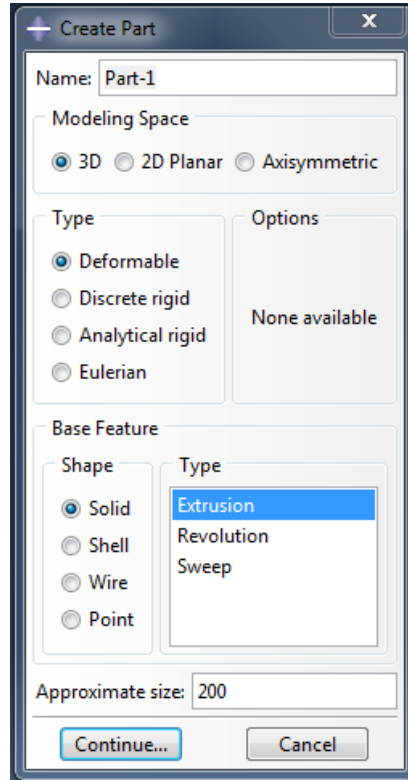 Create Part
x
Name: Part-1
Modeling Space
3D 2D Planar Axisymmetric
Type
Deformable
Discrete rigid
Analytical rigid
Eulerian
Options
None available
Base Feature
Shape
Solid
Shell
Wire
Point
Type
Extrusion
Revolution
Sweep
Approximate size: 200
Continue... Cancel